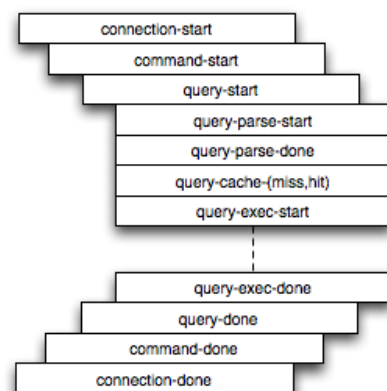 connection-start
command-start
query-start
query-parse-start
query-parse-done
query-cache-{miss,hit)
query-exec-start
query-exec-done
query-done
command-done
connection-done